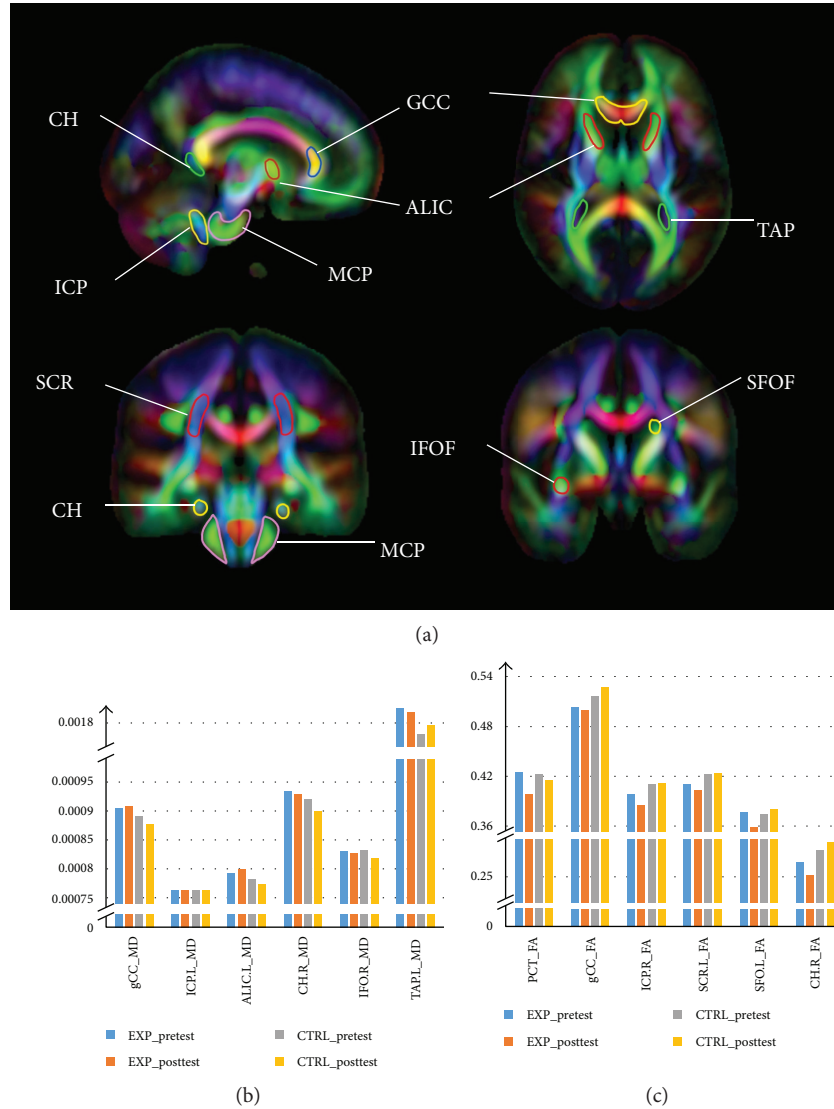 CH
GCC
ALIC
TAP
ICP
MCP
SCR
SFOF
IFOF
CH
MCP
(a)
0.0018
0.00095
0.0009
0.00085
0.0008
0.00075
0
gCC_MD
ICP.L_MD
ALIC.L_MD
CH.R_MD
IFO.R_MD
TAP.L_MD
EXP_pretest
CTRL_pretest
EXP_posttest
CTRL_posttest
(b)
0.54
0.48
0.42
0.36
0.25
0
PCT_FA
gCC_FA
ICP.R_FA
SCR.L_FA
SFO.L_FA
CH.R_FA
EXP_pretest
CTRL_pretest
EXP_posttest
CTRL_posttest
(c)